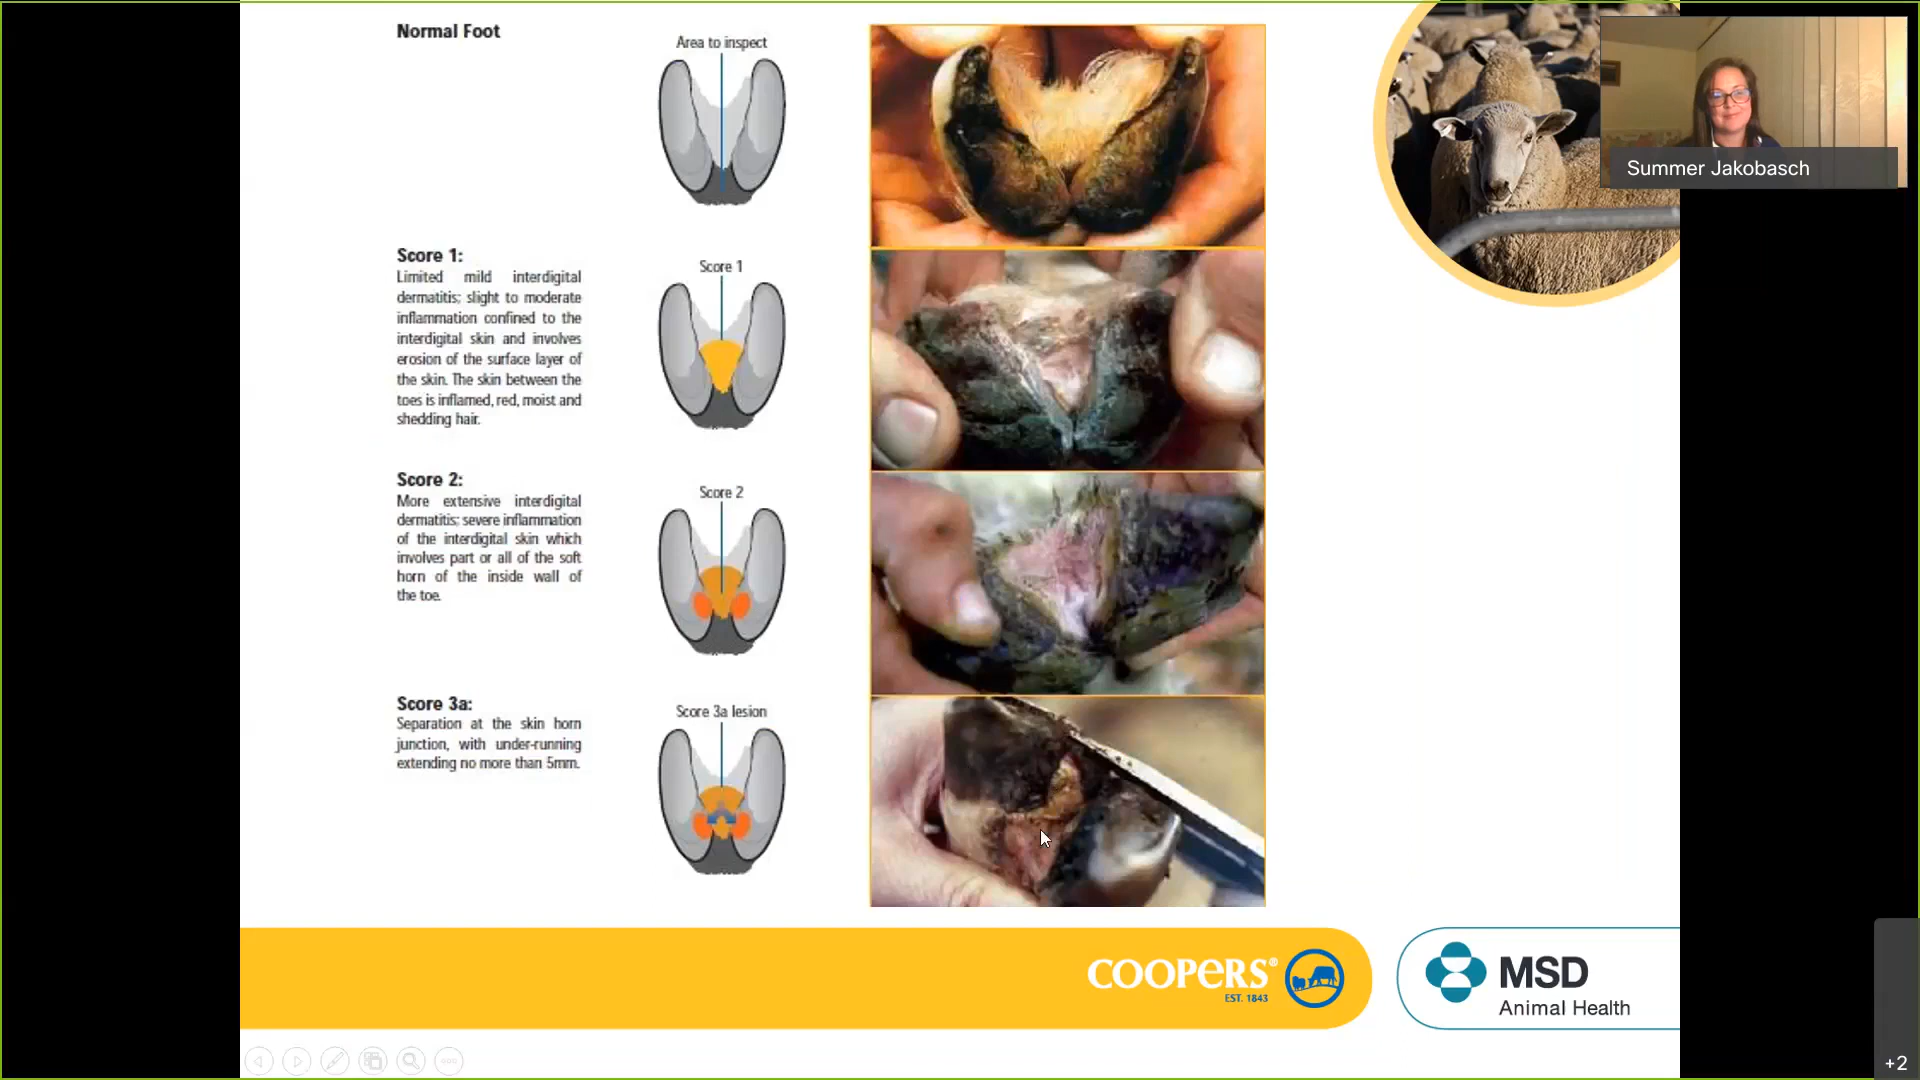 Normal Foot
Area to inspect
Summer Jakobasch
Score 1:
Limited mild interdigital
dermatitis; slight to moderate
inflammation confined to the
interdigital skin and involves
erosion of the surface layer of
the skin. The skin between the
toes is inflamed, red, moist and
shedding hair.
Score 1
Score 2:
More extensive interdigital
dermatitis; severe inflammation
of the interdigital skin which
involves part or all of the soft
horn of the inside wall of
the toe.
Score 2
Score 3a:
Separation at the skin horn
junction, with under-running
extending no more than 5mm.
Score 3a lesion
COOPERS®
EST. 1843
MSD
Animal Health
+2